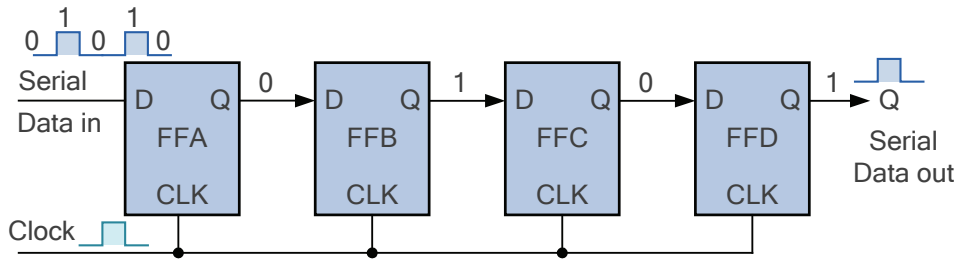 0 1 0 1 0
Serial
Data in
D Q
FFA
CLK
0
D Q
FFB
CLK
1
D Q
FFC
CLK
0
D Q
FFD
CLK
1
Q
Serial
Data out
Clock